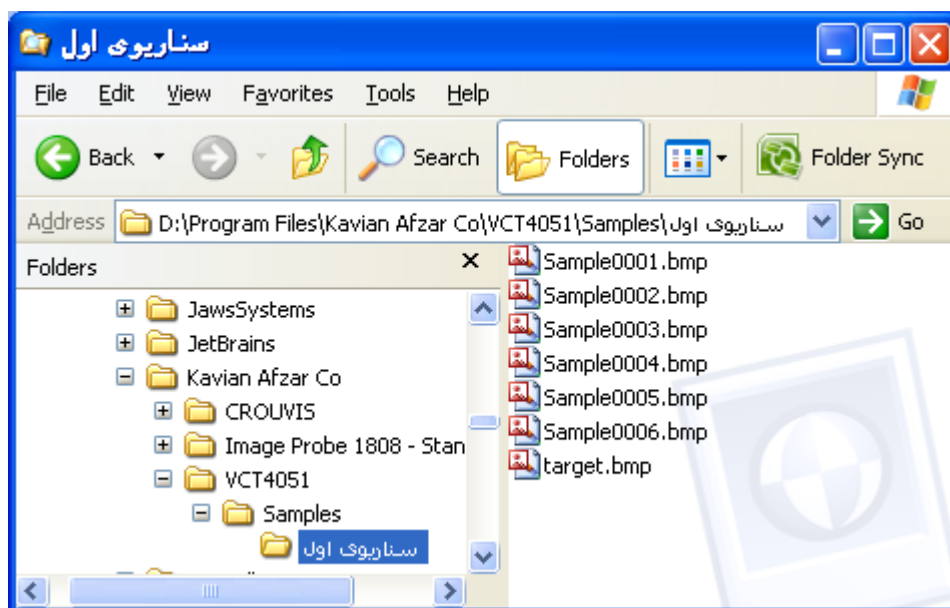 سناریوی اول
File Edit View Favorites Tools Help
Back Search Folders Folder Sync
Address D:\Program Files\Kavian Afzar Co\VCT4051\Samples\سناریوی اول Go
Folders
JawsSystems
JetBrains
Kavian Afzar Co
CROUVIS
Image Probe 1808 - Stan
VCT4051
Samples
سناریوی اول
Sample0001.bmp
Sample0002.bmp
Sample0003.bmp
Sample0004.bmp
Sample0005.bmp
Sample0006.bmp
target.bmp